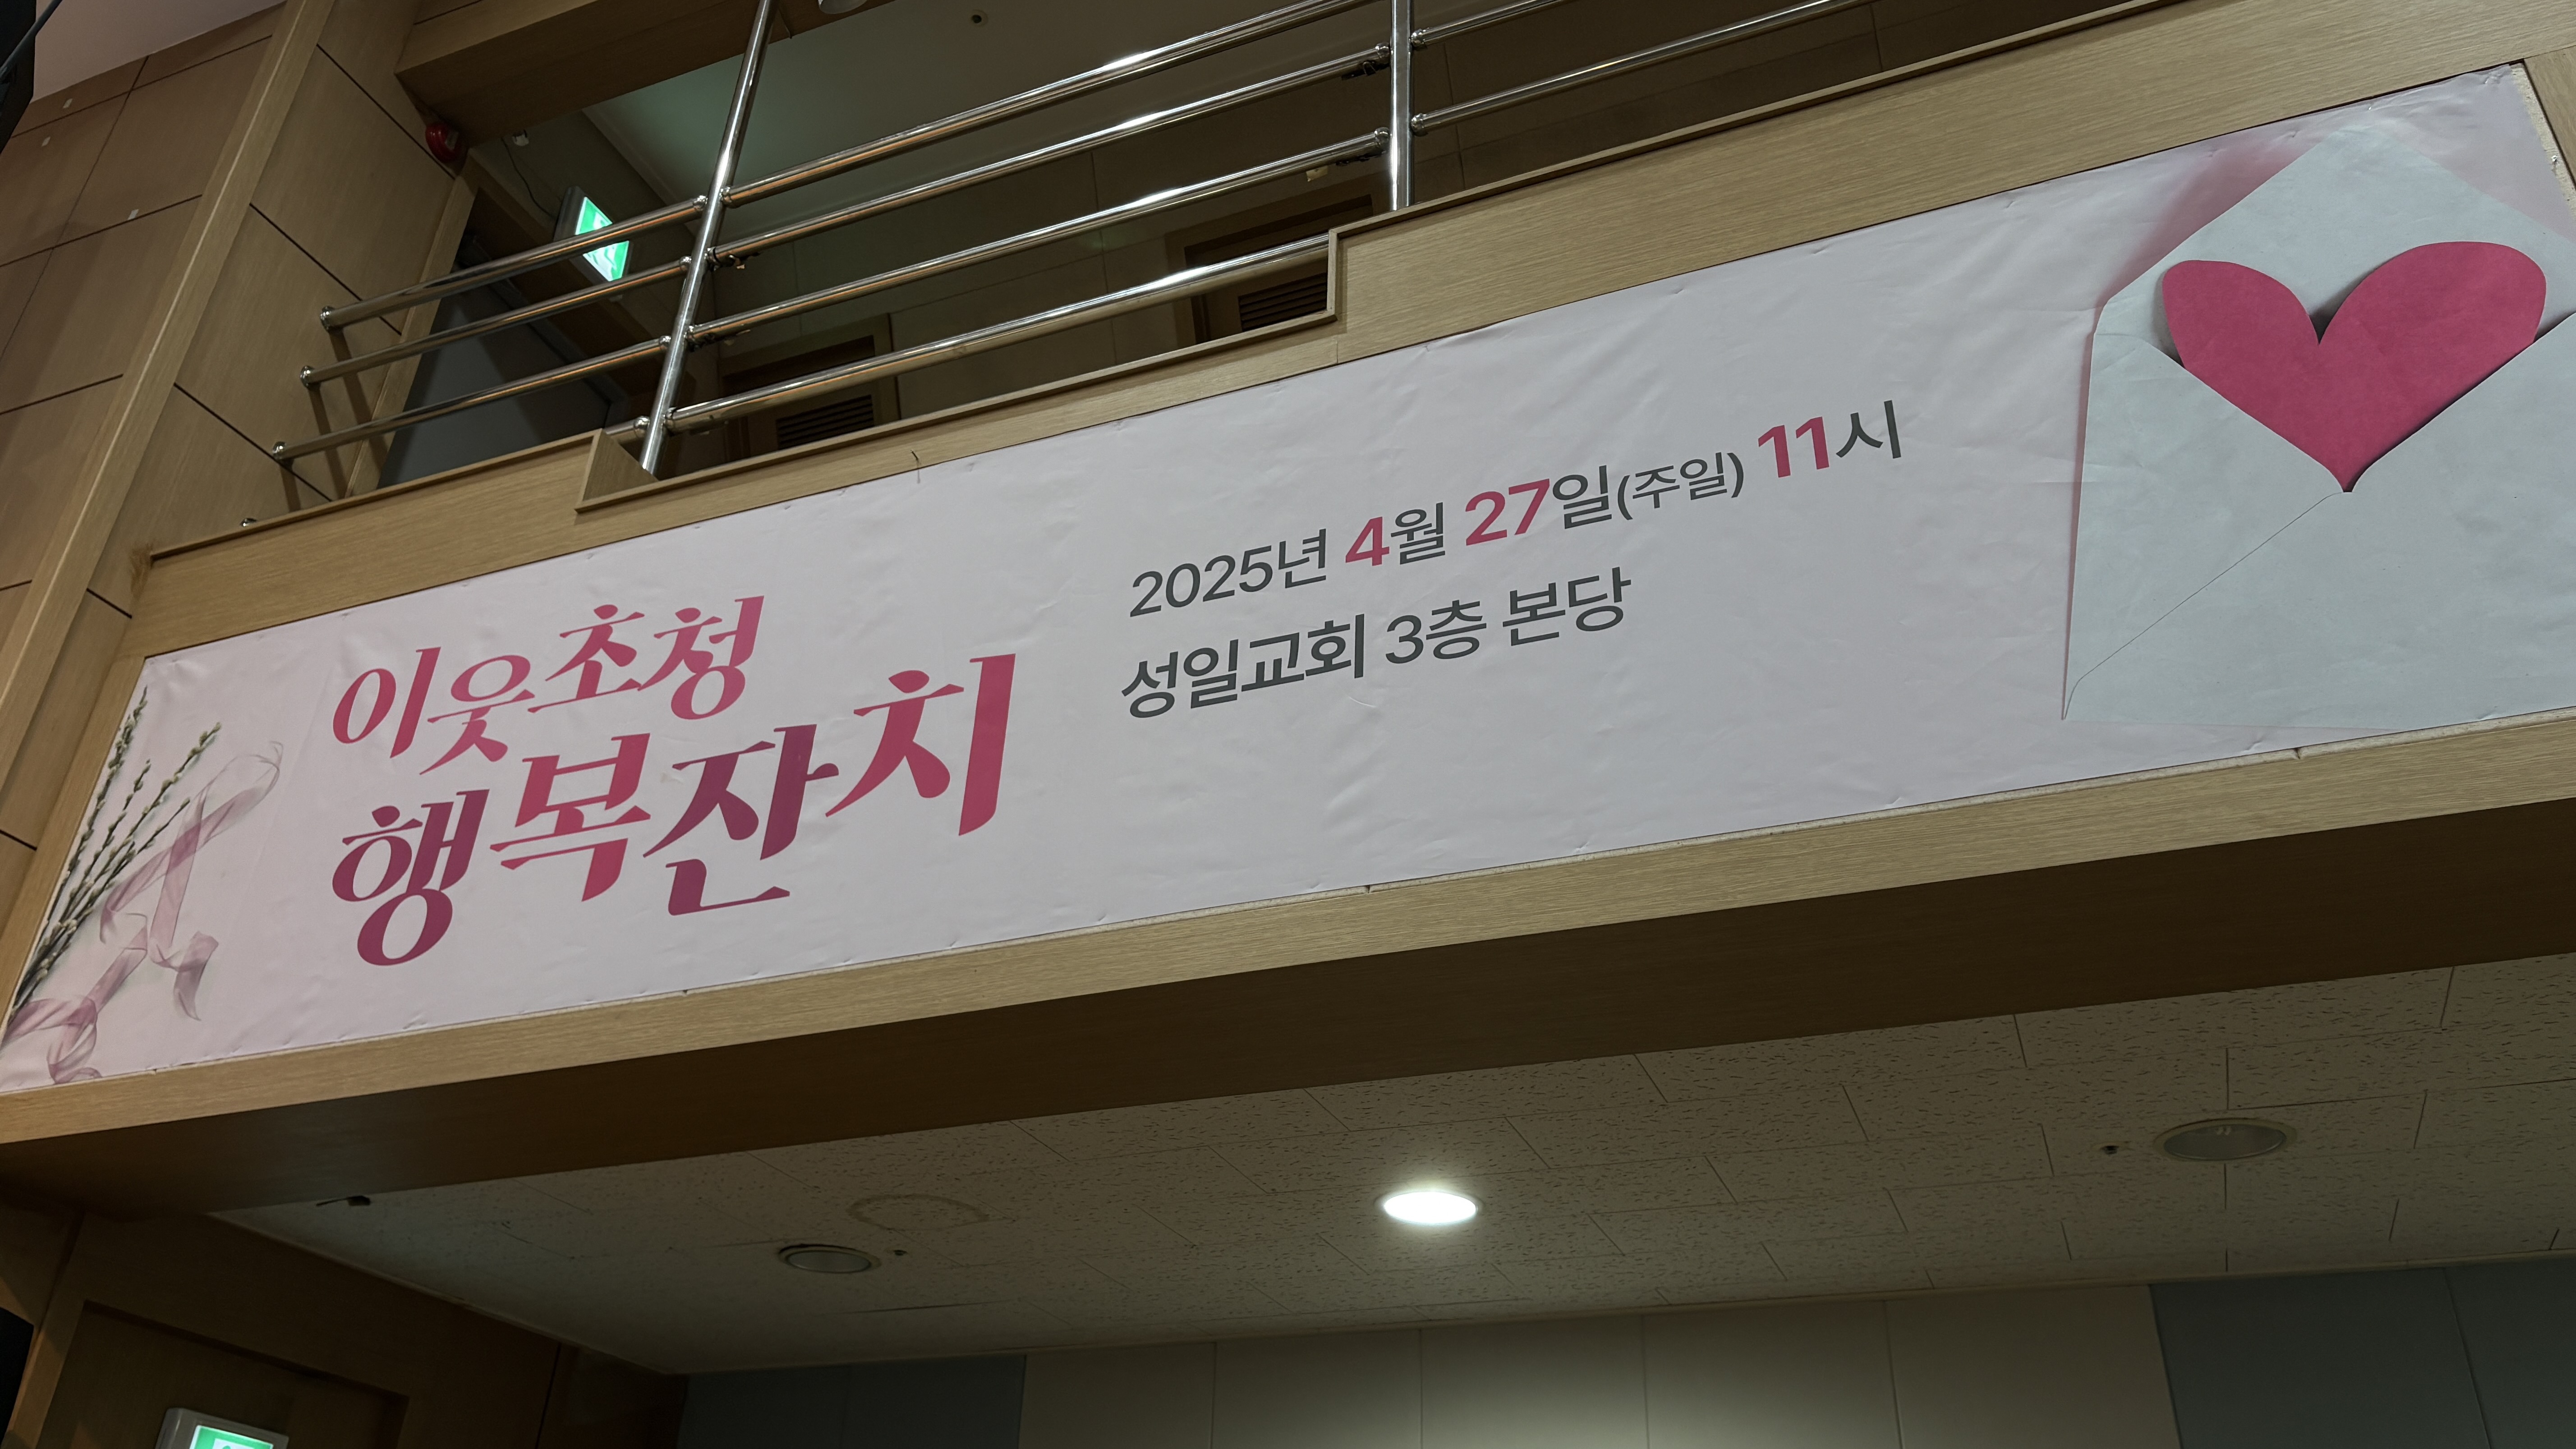 이웃초청
행복잔치
2025년 4월 27일(주일) 11시
성일교회 3층 본당